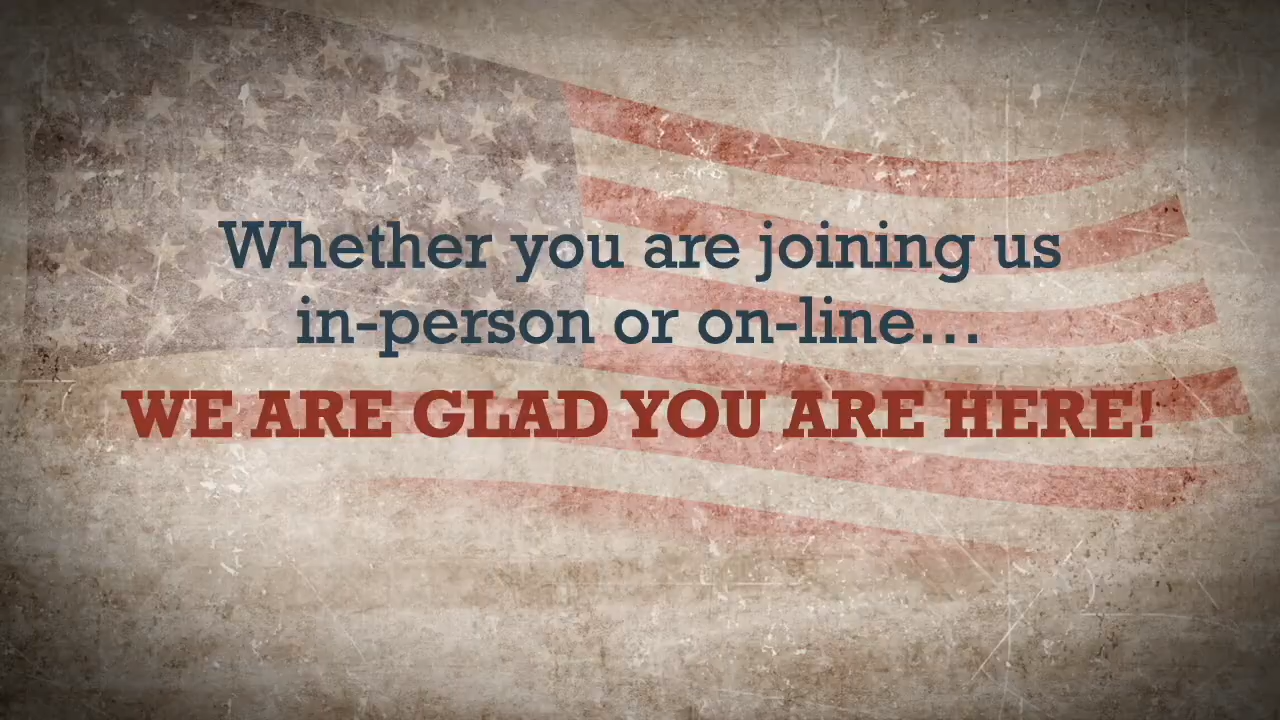 Whether you are joining us
in-person or on-line...
WE ARE GLAD YOU ARE HERE!